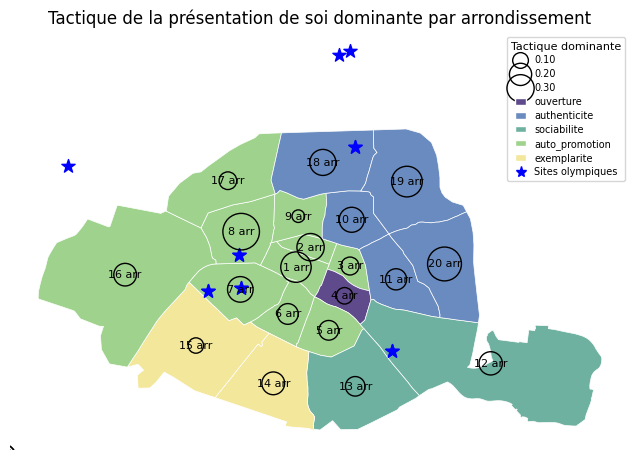 Tactique de la présentation de soi dominante par arrondissement
Tactique dominante
0.10
0.20
0.30
ouverture
authenticite
sociabilite
auto_promotion
exemplarite
Sites olympiques
18 arr
17 arr
19 arr
9 arr
10 arr
8 arr
2 arr
20 arr
3 arr
1 arr
16 arr
11 arr
7 arr
4 arr
6 arr
5 arr
15 arr
12 arr
14 arr
13 arr